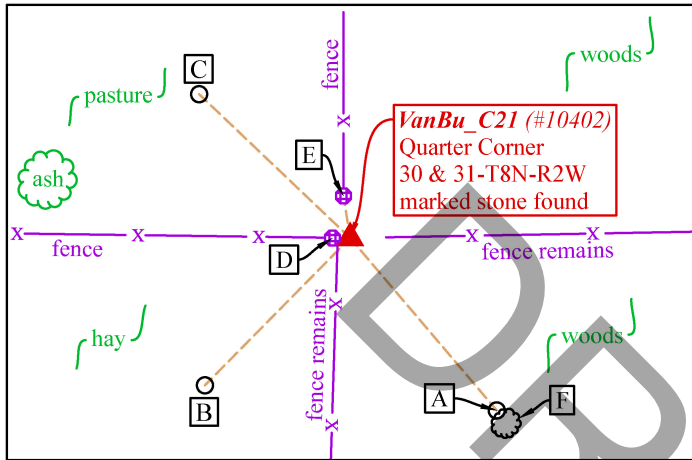 C
pasture
fence
woods
E
VanBu_C21 (#10402)
Quarter Corner
30 & 31-T8N-R2W
marked stone found
ash
x
x
x
x
x
x
fence
D
fence remains
hay
x
fence remains
woods
B
A
F
x
DR